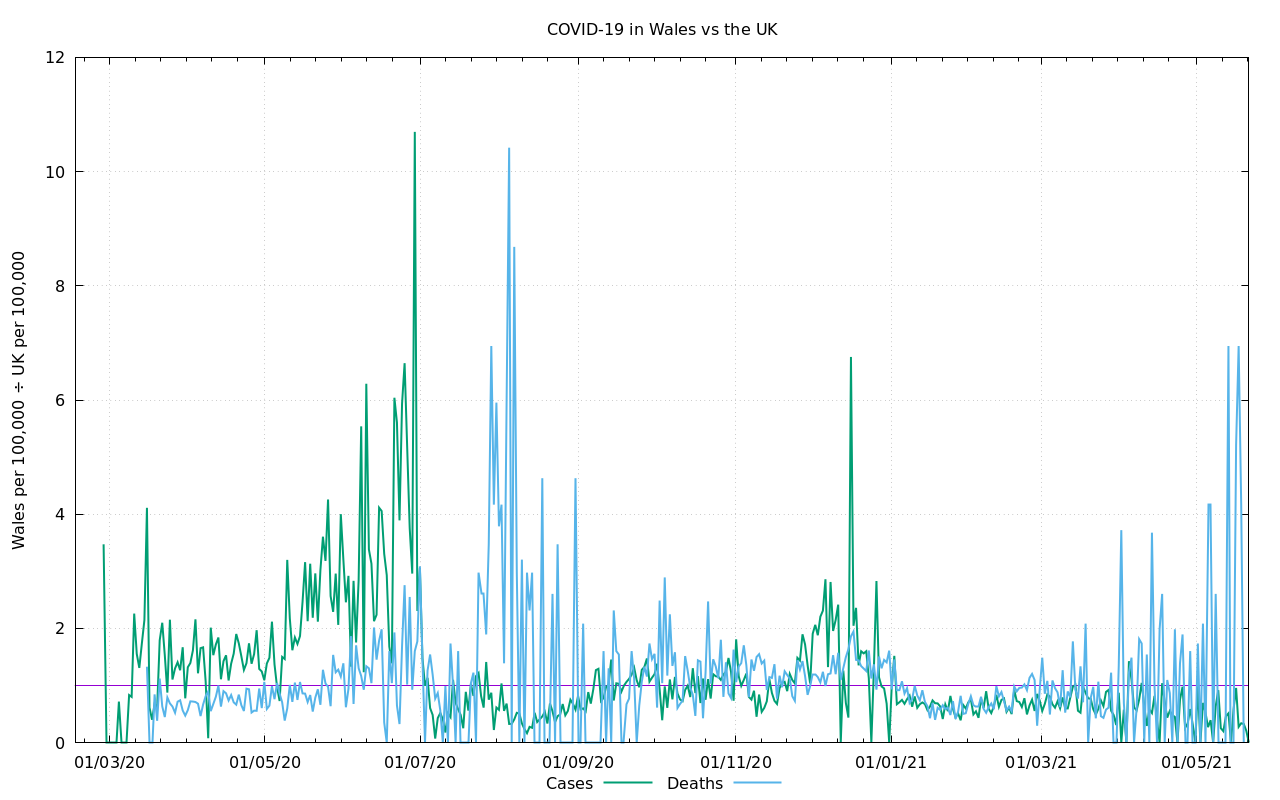 COVID-19 in Wales vs the UK
Wales per 100,000 ÷ UK per 100,000
12
10
8
6
4
2
0
01/03/20 01/05/20 01/07/20 01/09/20 01/11/20 01/01/21 01/03/21 01/05/21
Cases Deaths